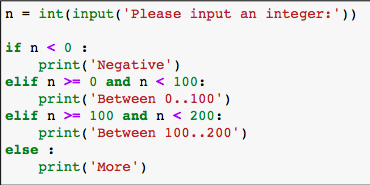 n = int(input('Please input an integer:'))
if n < 0 :
    print('Negative')
elif n >= 0 and n < 100:
    print('Between 0..100')
elif n >= 100 and n < 200:
    print('Between 100..200')
else :
    print('More')